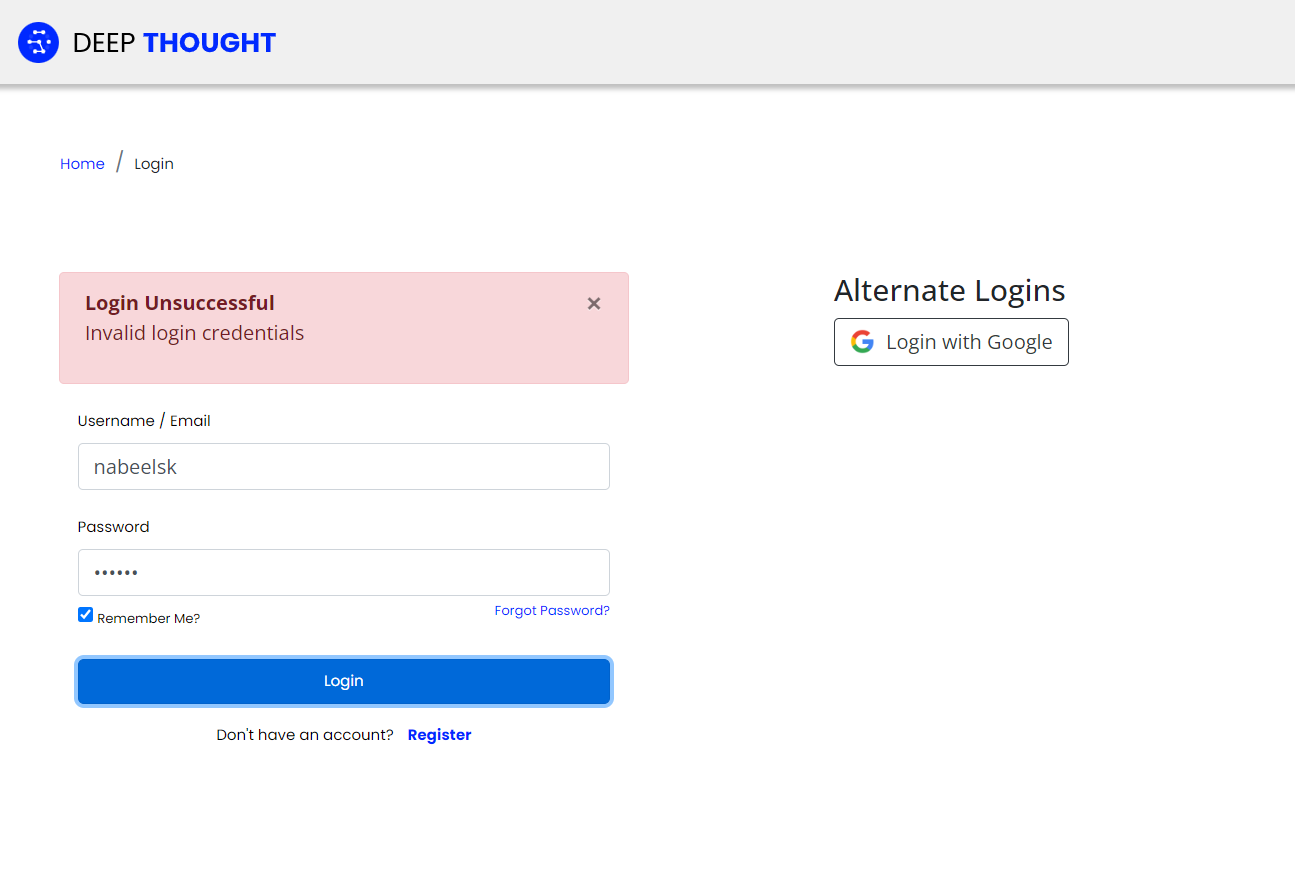 DEEP THOUGHT
Home / Login
Login Unsuccessful ×
Invalid login credentials
Username / Email
nabeelsk
Password
••••••
Remember Me?
Forgot Password?
Login
Don't have an account? Register
Alternate Logins
Login with Google